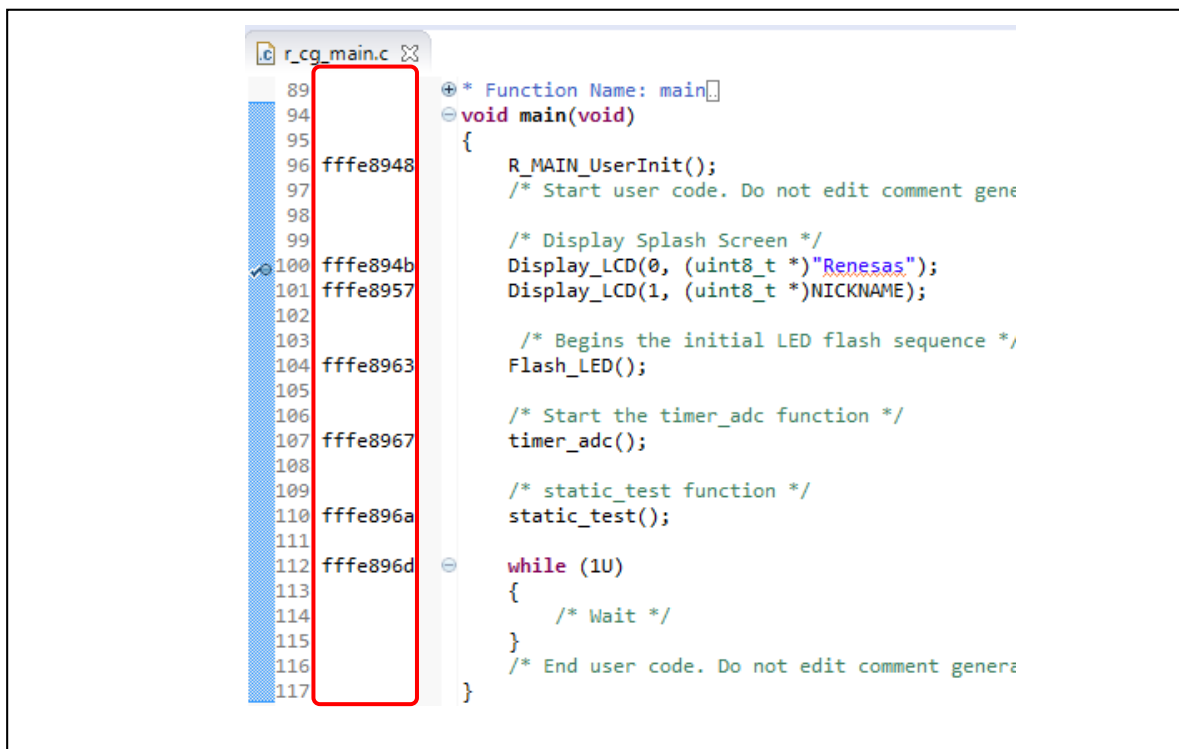 r_cg_main.c
89 * Function Name: main..
94 void main(void)
95 {
96 fffe8948 R_MAIN_UserInit();
97 /* Start user code. Do not edit comment gene
98
99 /* Display Splash Screen */
100 fffe894b Display_LCD(0, (uint8_t *)"Renesas");
101 fffe8957 Display_LCD(1, (uint8_t *)NICKNAME);
102
103 /* Begins the initial LED flash sequence */
104 fffe8963 Flash_LED();
105
106 /* Start the timer_adc function */
107 fffe8967 timer_adc();
108
109 /* static_test function */
110 fffe896a static_test();
111
112 fffe896d while (1U)
113 {
114 /* Wait */
115 }
116 /* End user code. Do not edit comment genera
117 }